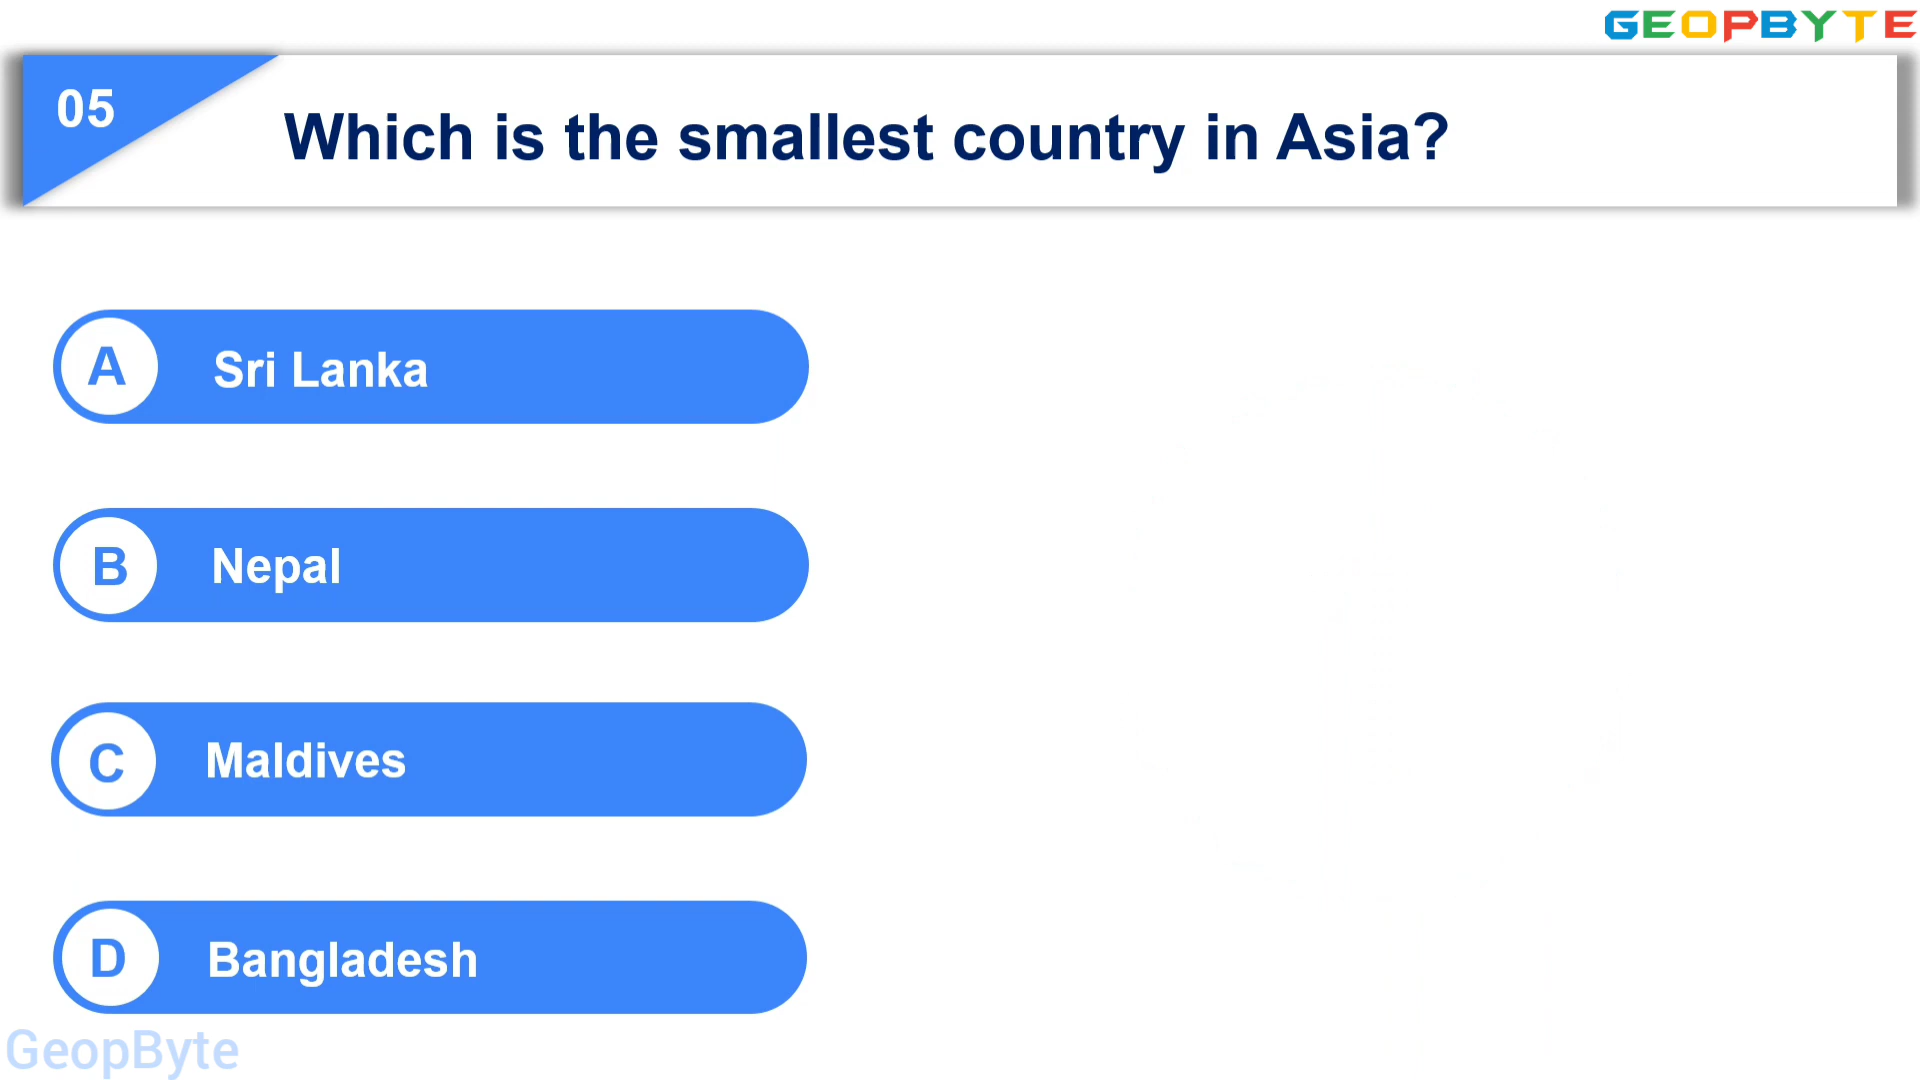 GEOPBYTE
05
Which is the smallest country in Asia?
A Sri Lanka
B Nepal
C Maldives
D Bangladesh
GeopByte